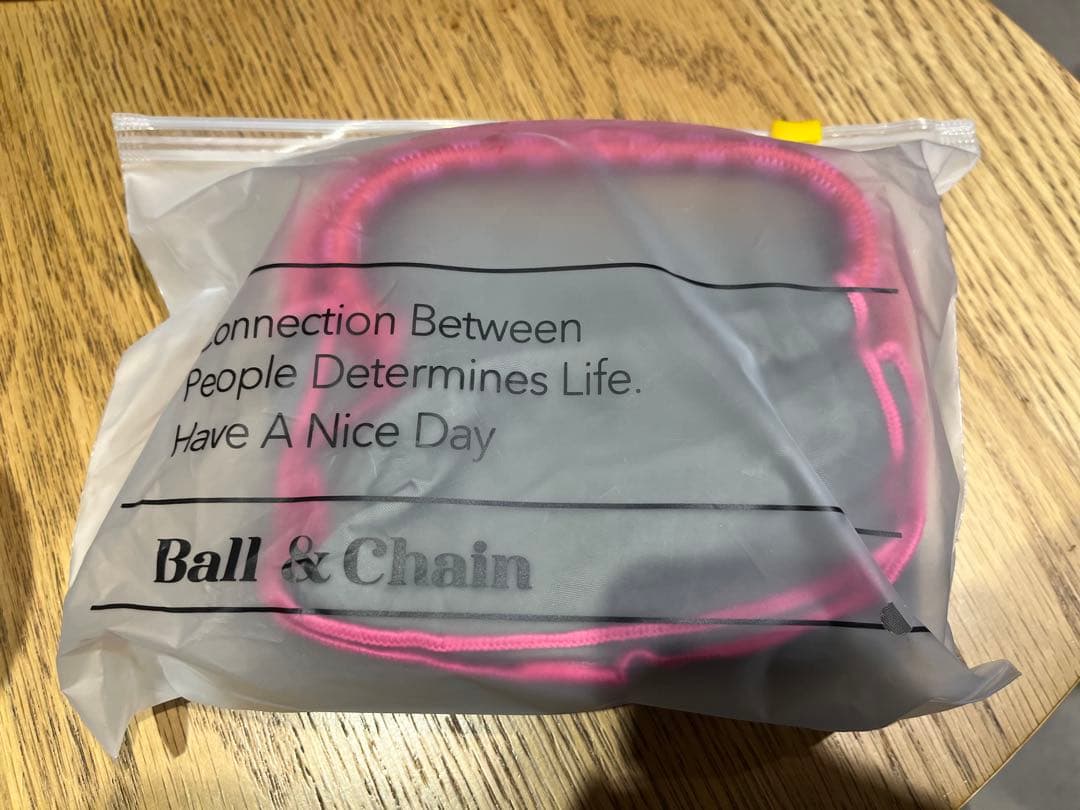 Connection Between
People Determines Life.
Have A Nice Day
Ball & Chain